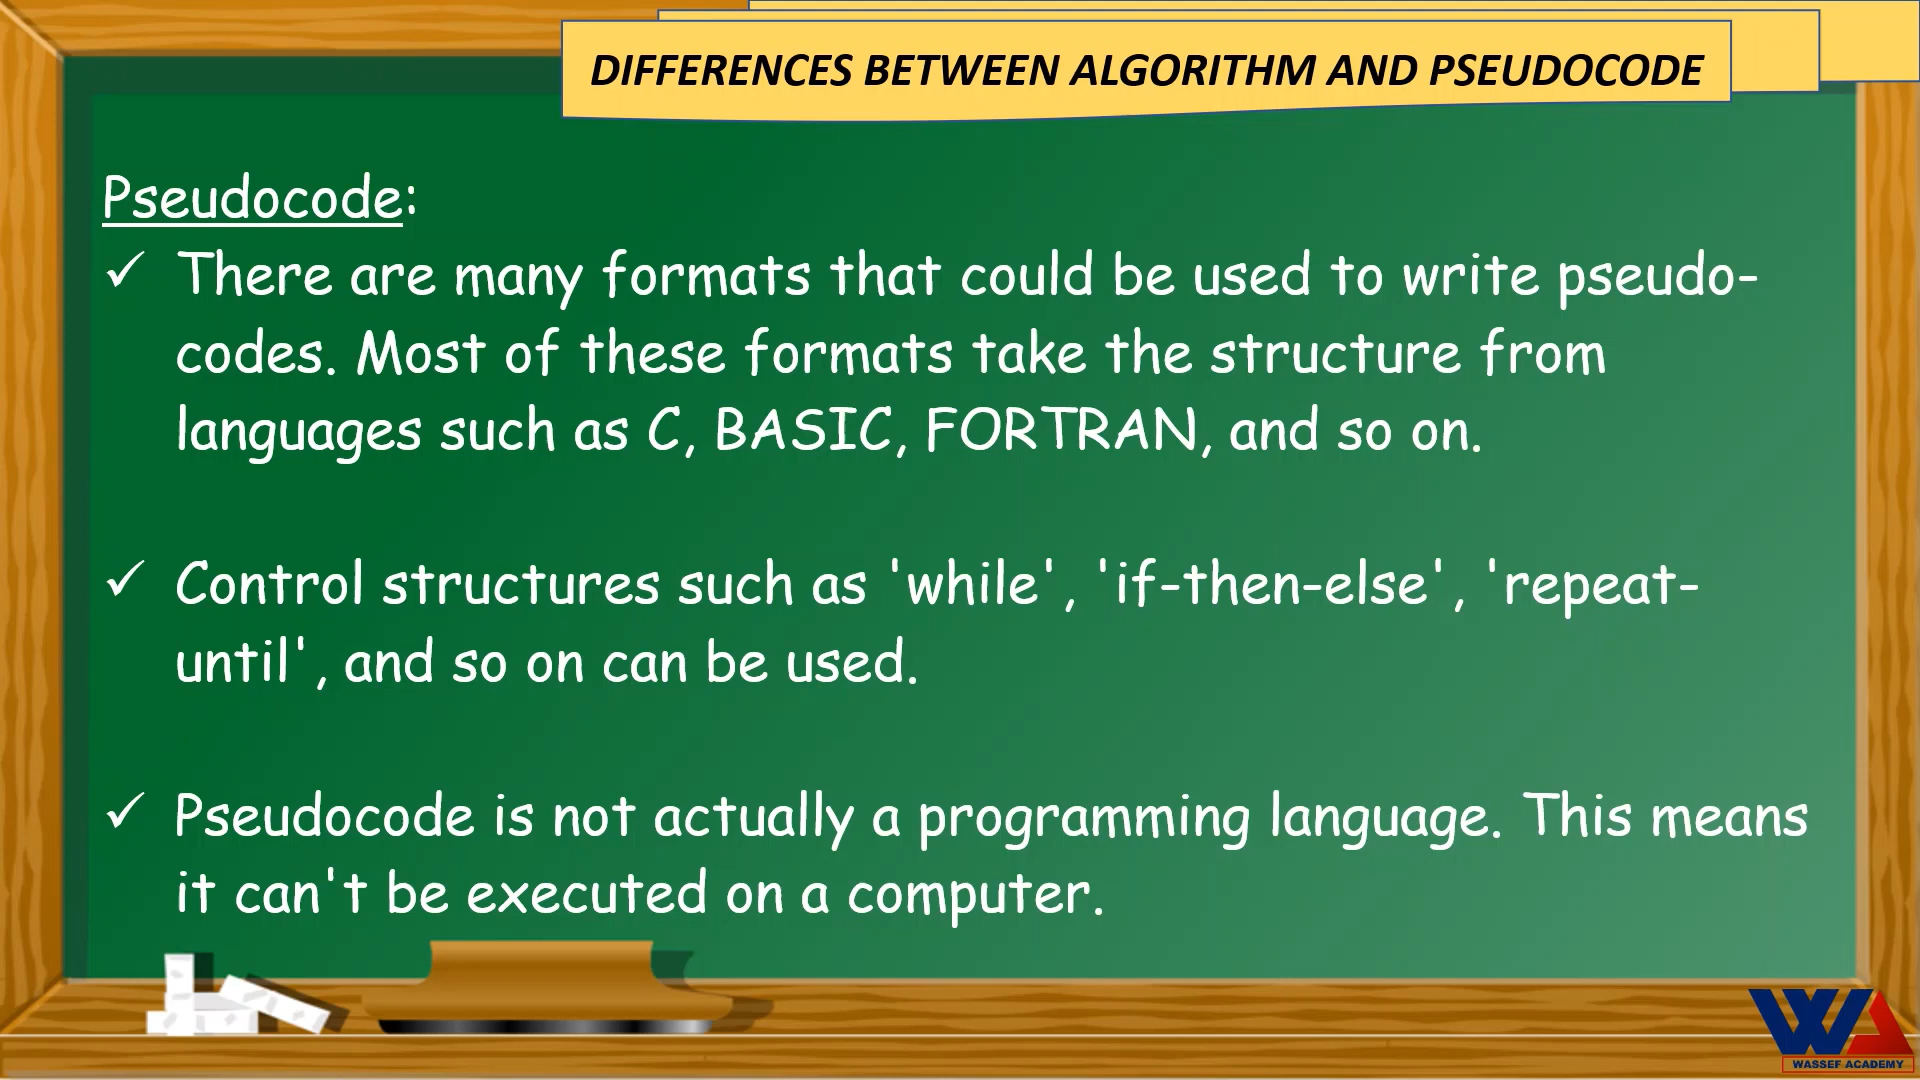 DIFFERENCES BETWEEN ALGORITHM AND PSEUDOCODE
Pseudocode:
✓ There are many formats that could be used to write pseudo-
codes. Most of these formats take the structure from
languages such as C, BASIC, FORTRAN, and so on.
✓ Control structures such as 'while', 'if-then-else', 'repeat-
until', and so on can be used.
✓ Pseudocode is not actually a programming language. This means
it can't be executed on a computer.
WA
WASSEF ACADEMY